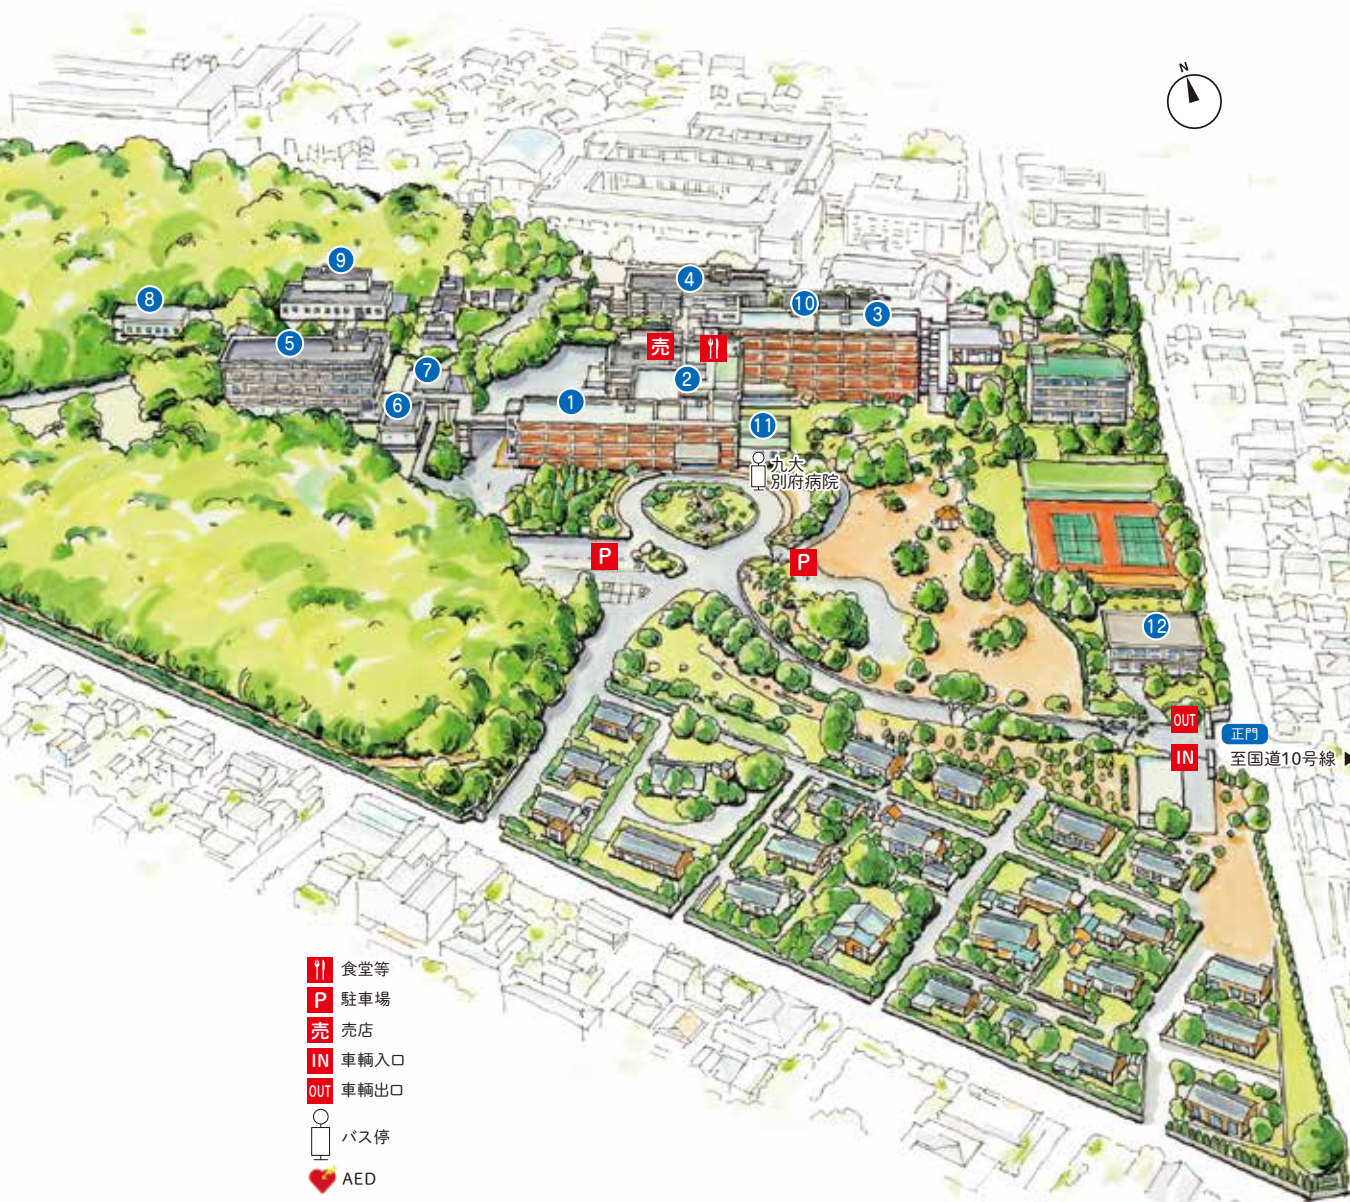 N
9
8
4
10
3
5
売
7
2
1
6
11
九大
別府病院
P
P
12
OUT
正門
IN
至国道10号線
食堂等
P 駐車場
売 売店
IN 車輌入口
OUT 車輌出口
バス停
AED